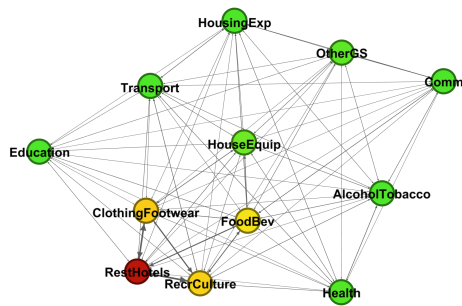 HousingExp
OtherGS
Comm
Transport
HouseEquip
Education
AlcoholTobacco
ClothingFootwear
FoodBev
RestHotels
RecrCulture
Health